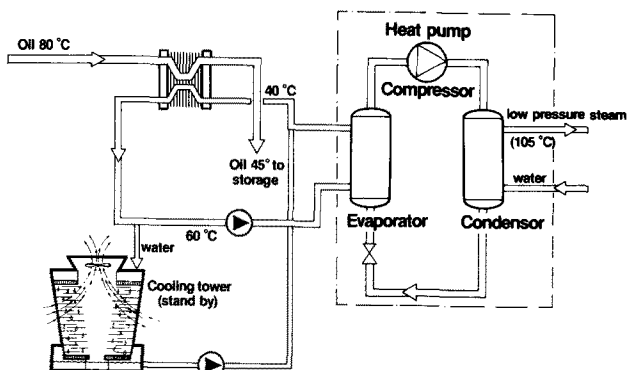 Oil 80 °C
Heat pump
Compressor
40 °C
low pressure steam
(105 °C)
Oil 45° to
storage
water
Evaporator
Condensor
60 °C
water
Cooling tower
(stand by)